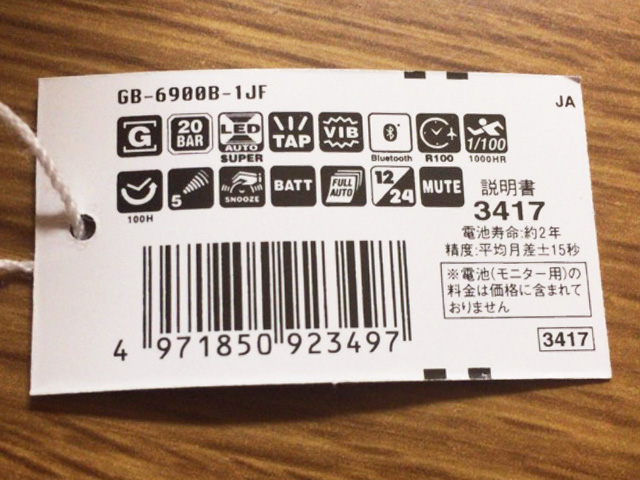 GB-6900B-1JF
JA
G
20 BAR
LED AUTO SUPER
TAP
VIB
Bluetooth
R100
1/100 1000HR
100H
5
SNOOZE
BATT
FULL AUTO
12/24
MUTE
説明書
3417
電池寿命:約2年
精度:平均月差±15秒
※電池(モニター用)の
料金は価格に含まれて
おりません
4 971850 923497
3417